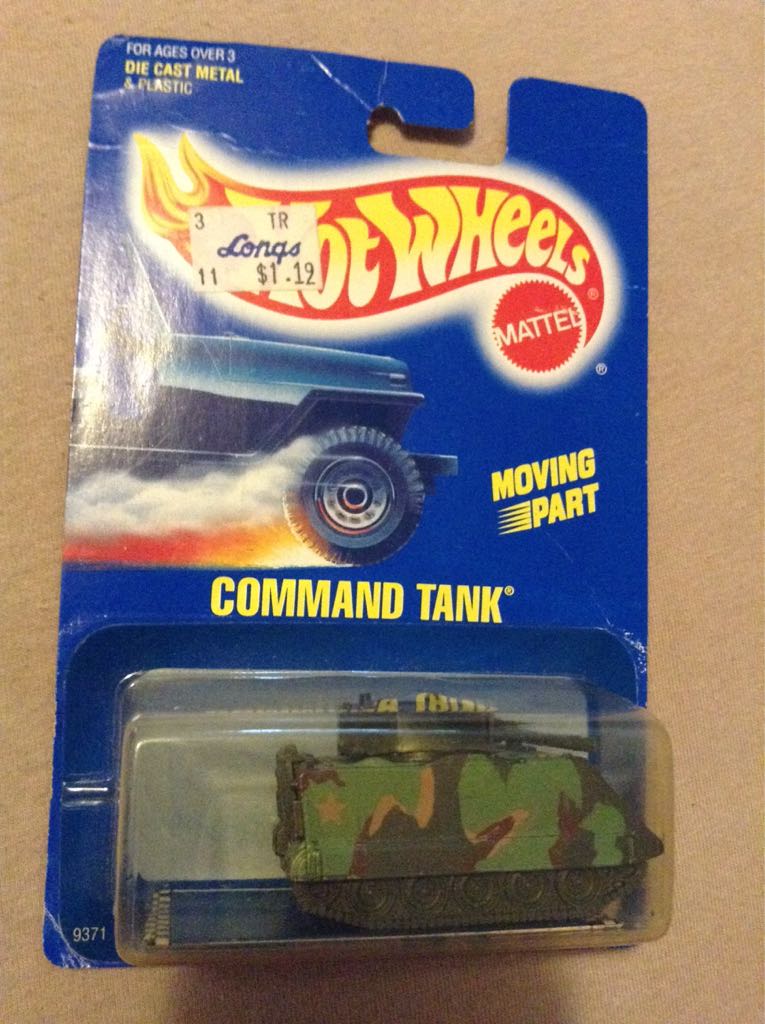 FOR AGES OVER 3
DIE CAST METAL
& PLASTIC
3 TR
Longs
11 $1.12
Hot Wheels
®
MATTEL
®
MOVING
PART
COMMAND TANK®
9371